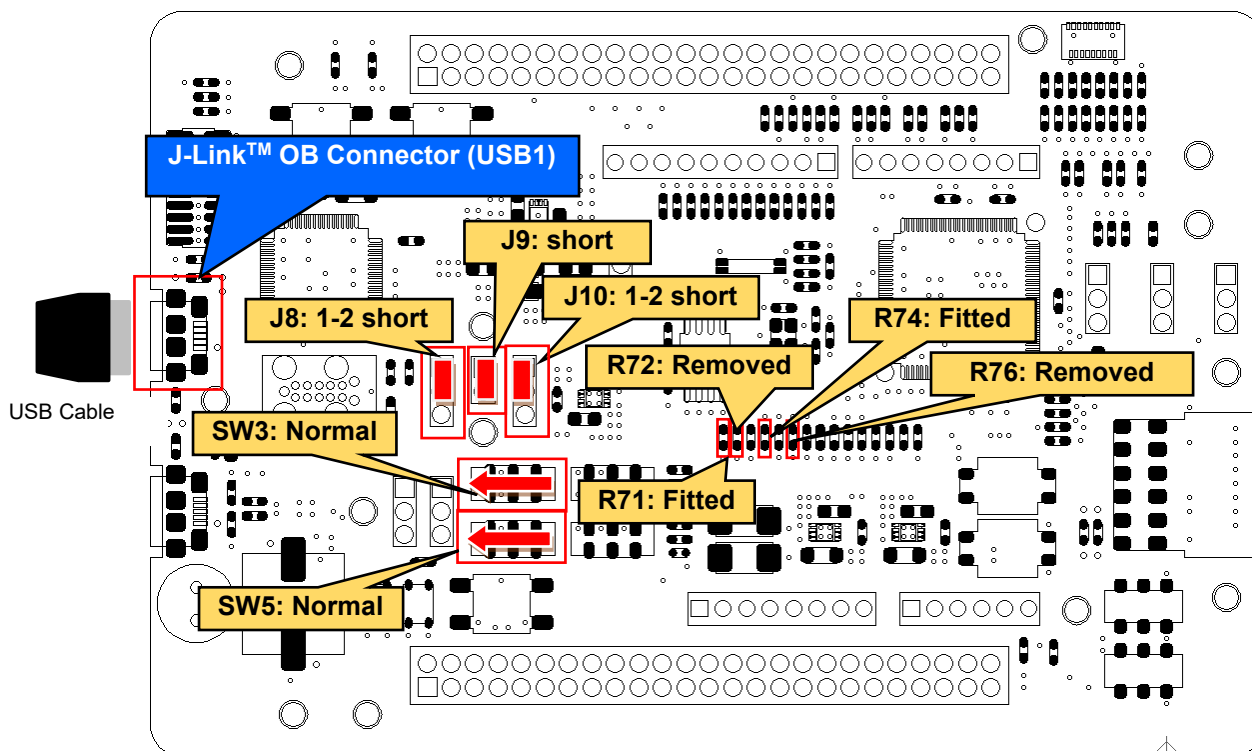 J-Link™ OB Connector (USB1)
J9: short
J10: 1-2 short
J8: 1-2 short
R74: Fitted
R72: Removed
R76: Removed
USB Cable
SW3: Normal
R71: Fitted
SW5: Normal